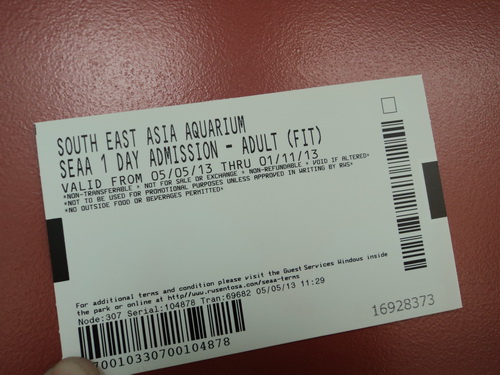 SOUTH EAST ASIA AQUARIUM
SEAA 1 DAY ADMISSION - ADULT (FIT)
VALID FROM 05/05/13 THRU 01/11/13
*NON-TRANSFERABLE * NOT FOR SALE OR EXCHANGE * NON-REFUNDABLE * VOID IF ALTERED*
*NOT TO BE USED FOR PROMOTIONAL PURPOSES UNLESS APPROVED IN WRITING BY RWS*
*NO OUTSIDE FOOD OR BEVERAGES PERMITTED*
For additional terms and condition please visit the Guest Services Windows inside
the park or online at http://www.rwsentosa.com/seaa-terms
Node:307 Serial:104878 Tran:69682 05/05/13 11:29
70010330700104878
16928373